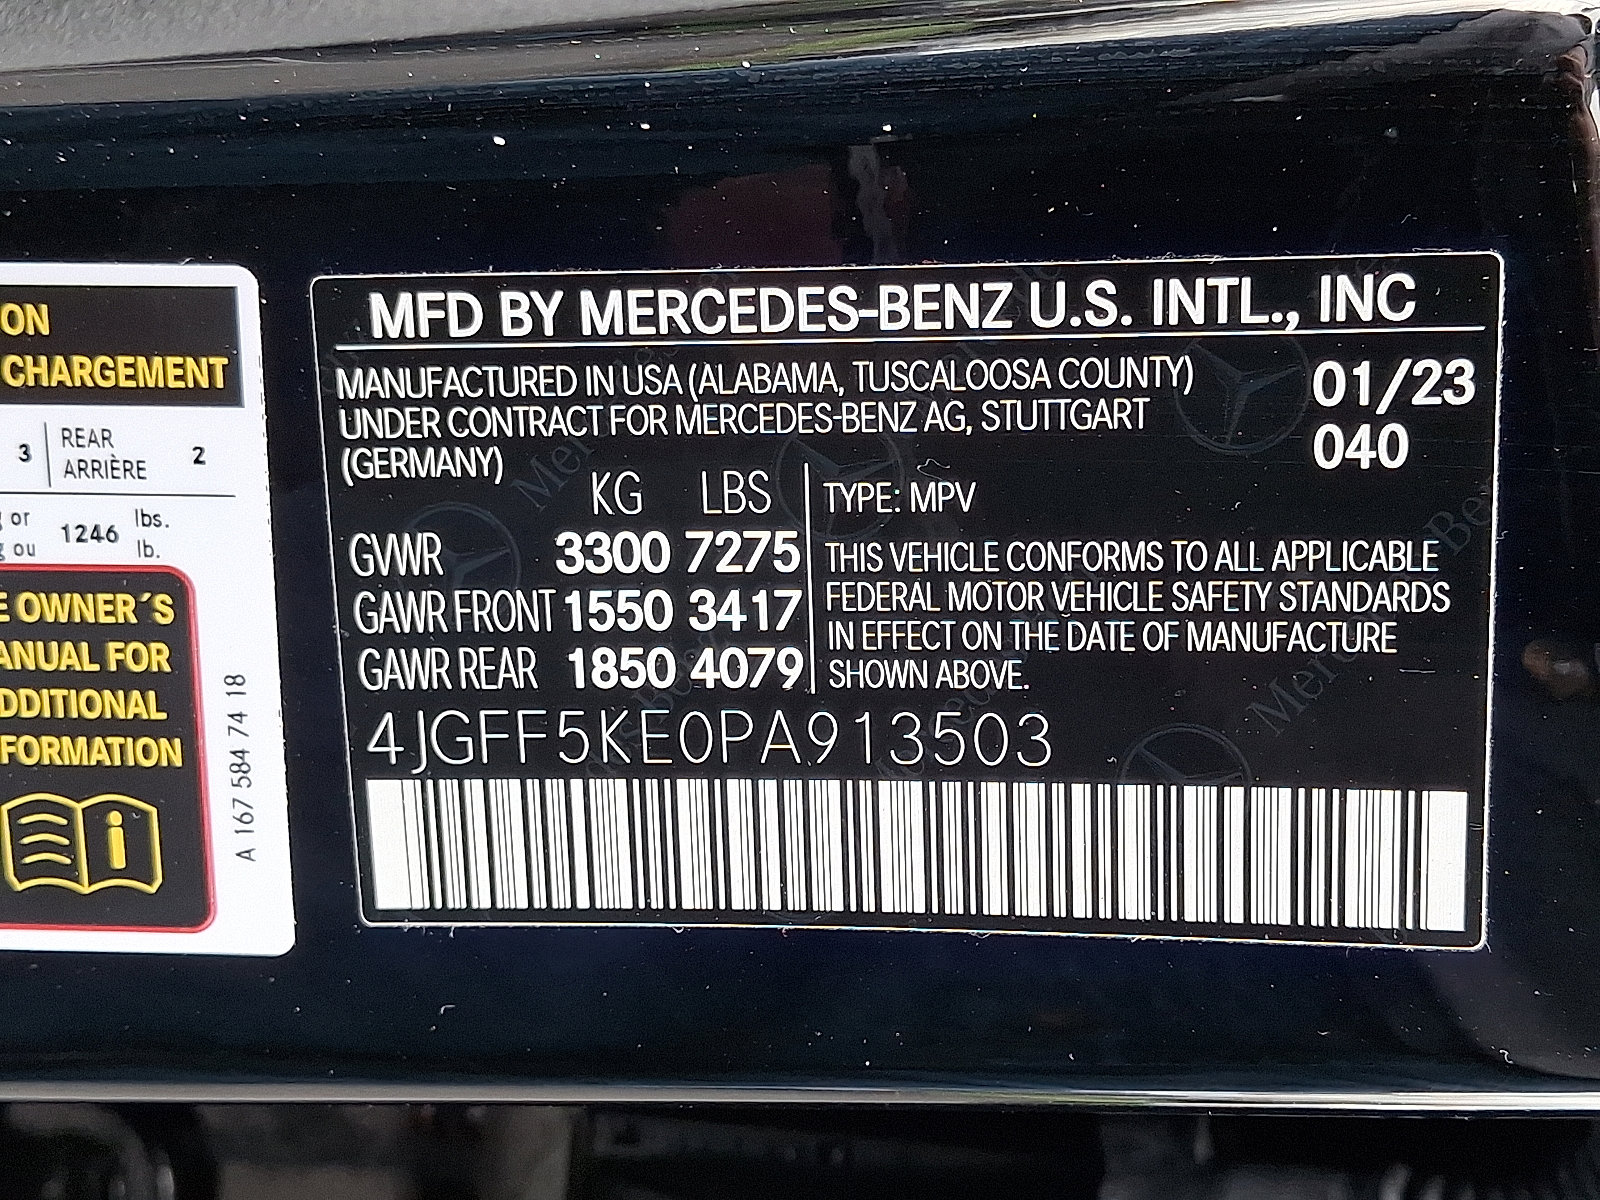 ON
CHARGEMENT
3 REAR 2
ARRIÈRE
or 1246 lbs.
ou lb.
E OWNER´S
ANUAL FOR
DDITIONAL
FORMATION
i
A 167 584 74 18
MFD BY MERCEDES-BENZ U.S. INTL., INC
MANUFACTURED IN USA (ALABAMA, TUSCALOOSA COUNTY) 01/23
UNDER CONTRACT FOR MERCEDES-BENZ AG, STUTTGART 040
(GERMANY)
KG LBS
GVWR 3300 7275
GAWR FRONT 1550 3417
GAWR REAR 1850 4079
TYPE: MPV
THIS VEHICLE CONFORMS TO ALL APPLICABLE
FEDERAL MOTOR VEHICLE SAFETY STANDARDS
IN EFFECT ON THE DATE OF MANUFACTURE
SHOWN ABOVE.
4JGFF5KE0PA913503